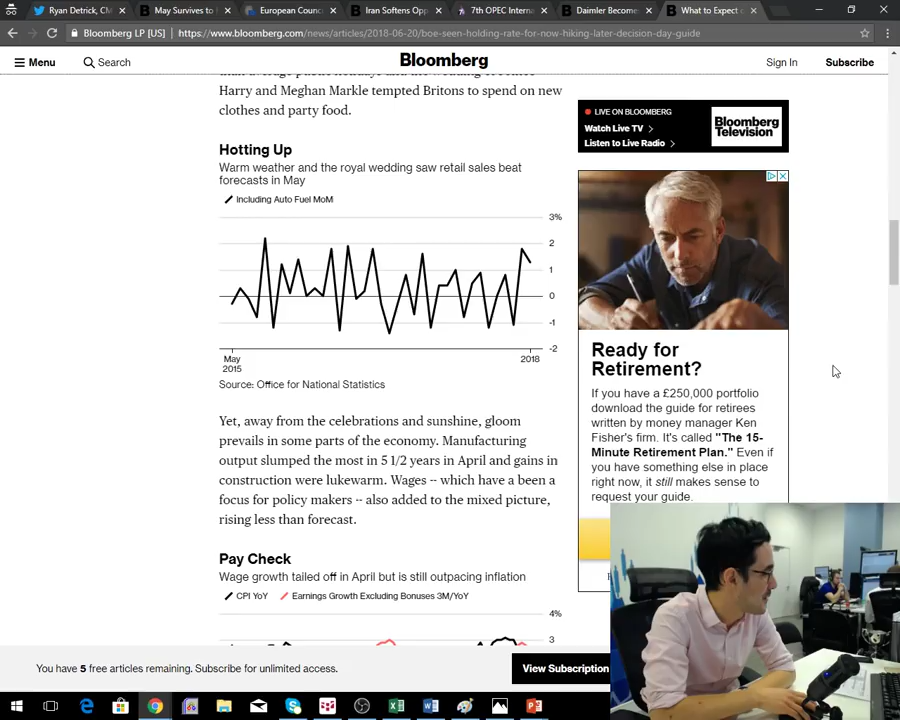 Ryan Detrick, CM
May Survives to
European Counc
Iran Softens Opp
7th OPEC Interna
Daimler Become
What to Expect
Bloomberg LP [US]
https://www.bloomberg.com/news/articles/2018-06-20/boe-seen-holding-rate-for-now-hiking-later-decision-day-guide
Menu
Search
Bloomberg
Sign In
Subscribe
Harry and Meghan Markle tempted Britons to spend on new
clothes and party food.
Hotting Up
Warm weather and the royal wedding saw retail sales beat
forecasts in May
Including Auto Fuel MoM
3%
2
1
0
-1
-2
May
2015
2018
Source: Office for National Statistics
Yet, away from the celebrations and sunshine, gloom
prevails in some parts of the economy. Manufacturing
output slumped the most in 5 1/2 years in April and gains in
construction were lukewarm. Wages -- which have a been a
focus for policy makers -- also added to the mixed picture,
rising less than forecast.
Pay Check
Wage growth tailed off in April but is still outpacing inflation
CPI YoY
Earnings Growth Excluding Bonuses 3M/YoY
4%
3
LIVE ON BLOOMBERG
Watch Live TV
Listen to Live Radio
Bloomberg
Television
Ready for
Retirement?
If you have a £250,000 portfolio
download the guide for retirees
written by money manager Ken
Fisher's firm. It's called "The 15-
Minute Retirement Plan." Even if
you have something else in place
right now, it still makes sense to
request your guide.
You have 5 free articles remaining. Subscribe for unlimited access.
View Subscription